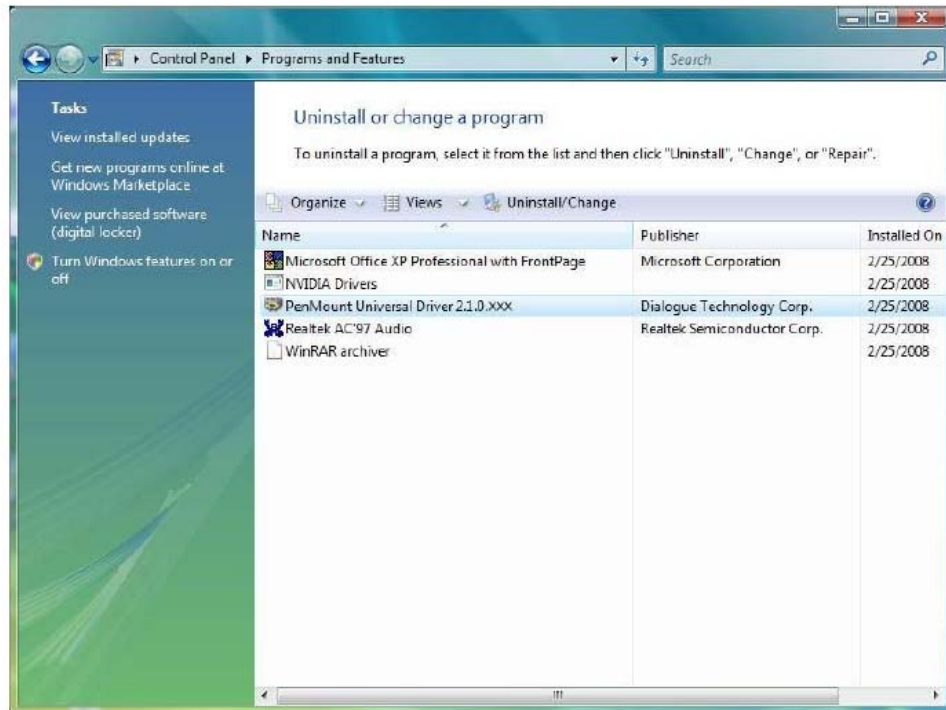 Control Panel Programs and Features
Search
Tasks
View installed updates
Get new programs online at
Windows Marketplace
View purchased software
(digital locker)
Turn Windows features on or
off
Uninstall or change a program
To uninstall a program, select it from the list and then click "Uninstall", "Change", or "Repair".
Organize Views Uninstall/Change
Name Publisher Installed On
Microsoft Office XP Professional with FrontPage Microsoft Corporation 2/25/2008
NVIDIA Drivers 2/25/2008
PenMount Universal Driver 2.1.0.xxx Dialogue Technology Corp. 2/25/2008
Realtek AC'97 Audio Realtek Semiconductor Corp. 2/25/2008
WinRAR archiver 2/25/2008